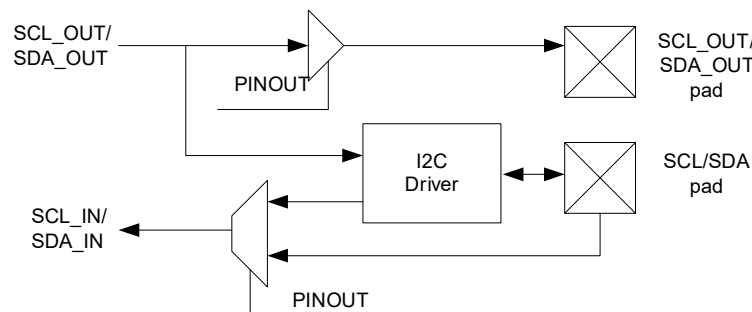 SCL_OUT/
SDA_OUT
PINOUT
SCL_OUT/
SDA_OUT
pad
I2C
Driver
SCL/SDA
pad
SCL_IN/
SDA_IN
PINOUT